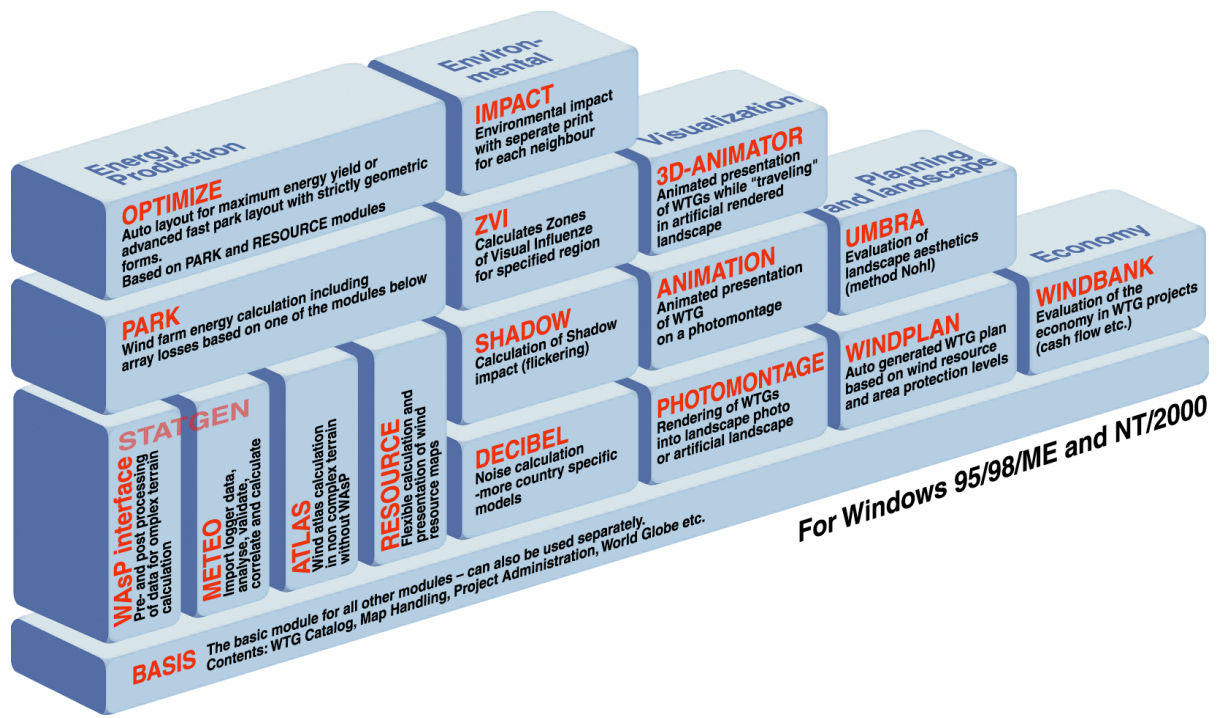 Energy
Production
OPTIMIZE
Auto layout for maximum energy yield or
advanced fast park layout with strictly geometric
forms.
Based on PARK and RESOURCE modules
PARK
Wind farm energy calculation including
array losses based on one of the modules below
STATGEN
WAsP interface
Pre- and post processing
of data for omplex terrain
calculation
METEO
Import logger data,
analyse, validate,
correlate and calculate
ATLAS
Wind atlas calculation
in non complex terrain
without WAsP
RESOURCE
Flexible calculation and
presentation of wind
resource maps
Environ-
mental
IMPACT
Environmental impact
with seperate print
for each neighbour
ZVI
Calculates Zones
of Visual Influenze
for specified region
SHADOW
Calculation of Shadow
impact (flickering)
DECIBEL
Noise calculation
-more country specific
models
Visualization
3D-ANIMATOR
Animated presentation
of WTGs while "traveling"
in artificial rendered
landscape
ANIMATION
Animated presentation
of WTG
on a photomontage
PHOTOMONTAGE
Rendering of WTGs
into landscape photo
or artificial landscape
Planning
and landscape
UMBRA
Evaluation of
landscape aesthetics
(method Nohl)
WINDPLAN
Auto generated WTG plan
based on wind resource
and area protection levels
Economy
WINDBANK
Evaluation of the
economy in WTG projects
(cash flow etc.)
BASIS
The basic module for all other modules – can also be used separately.
Contents: WTG Catalog, Map Handling, Project Administration, World Globe etc.
For Windows 95/98/ME and NT/2000